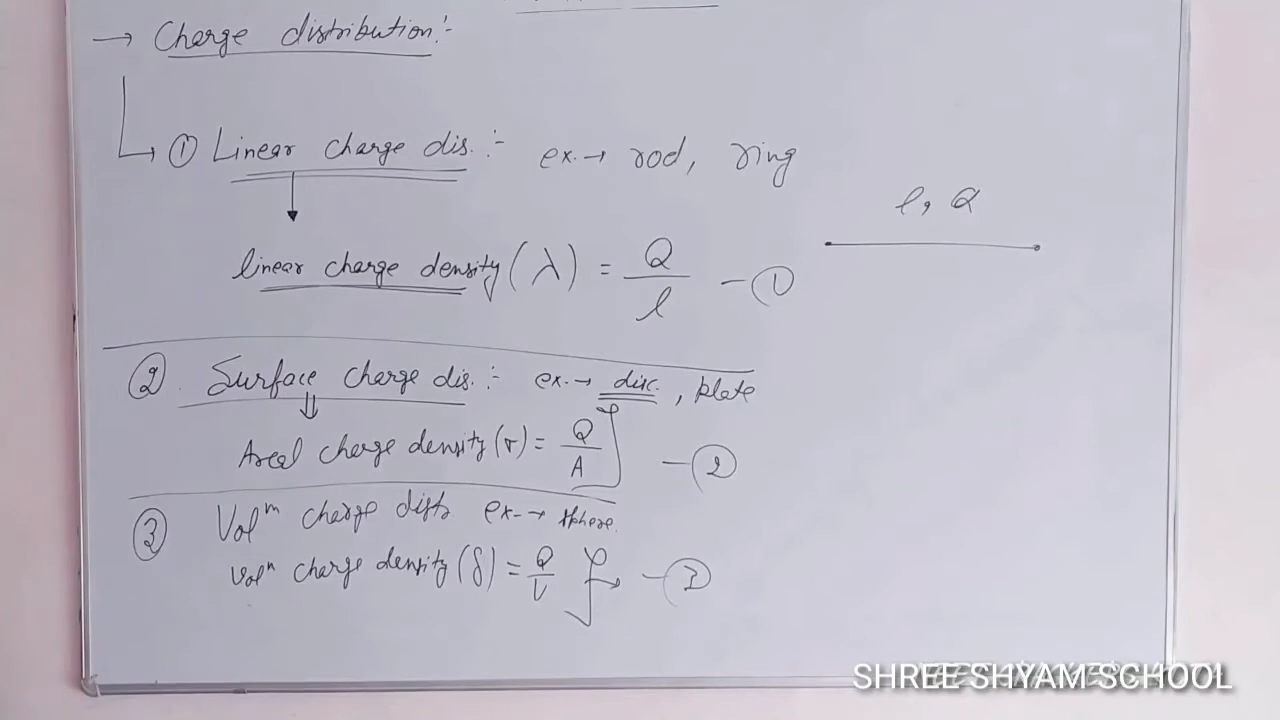 → Charge distribution:-
→ ① Linear charge dis. :- ex. → rod, ring
l, Q
linear charge density (λ) = Q/l — ①
② Surface charge dis. :- ex. → disc, plate
Areal charge density (σ) = Q/A — ②
③ Volᵐ charge distⁿ. ex- → sphere.
volᵐ charge density (δ) = Q/V — ③
SHREE SHYAM SCHOOL